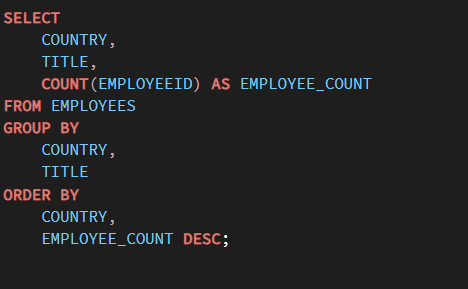 SELECT
    COUNTRY,
    TITLE,
    COUNT(EMPLOYEEID) AS EMPLOYEE_COUNT
FROM EMPLOYEES
GROUP BY
    COUNTRY,
    TITLE
ORDER BY
    COUNTRY,
    EMPLOYEE_COUNT DESC;